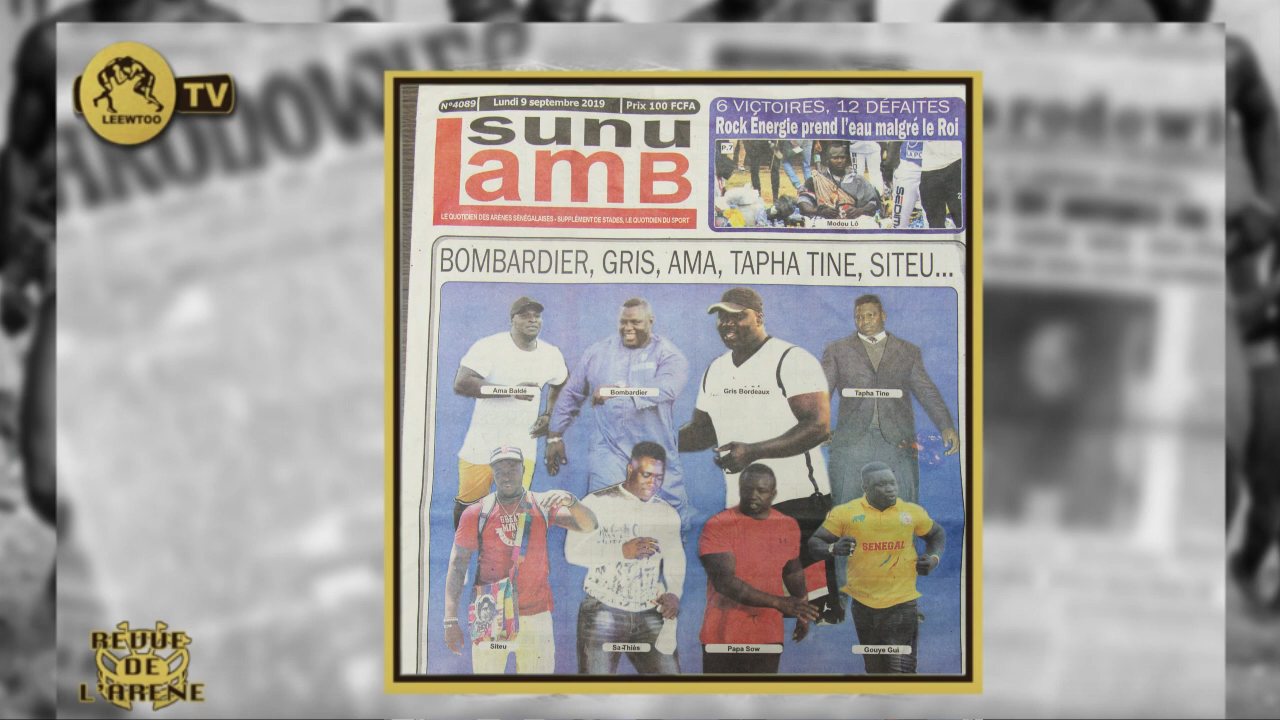 LEEWTOO
TV
N°4089 Lundi 9 septembre 2019 Prix 100 FCFA
sunu
LamB
LE QUOTIDIEN DES ARÈNES SÉNÉGALAISES - SUPPLÉMENT DE STADES, LE QUOTIDIEN DU SPORT
6 VICTOIRES, 12 DÉFAITES
Rock Énergie prend l'eau malgré le Roi
P.7
Modou Lô
BOMBARDIER, GRIS, AMA, TAPHA TINE, SITEU...
Ama Baldé
Bombardier
Gris Bordeaux
Tapha Tine
SENEGAL
Siteu
Sa-Thiès
Papa Sow
Gouye Gui
REVUE
DE
L'ARÈNE